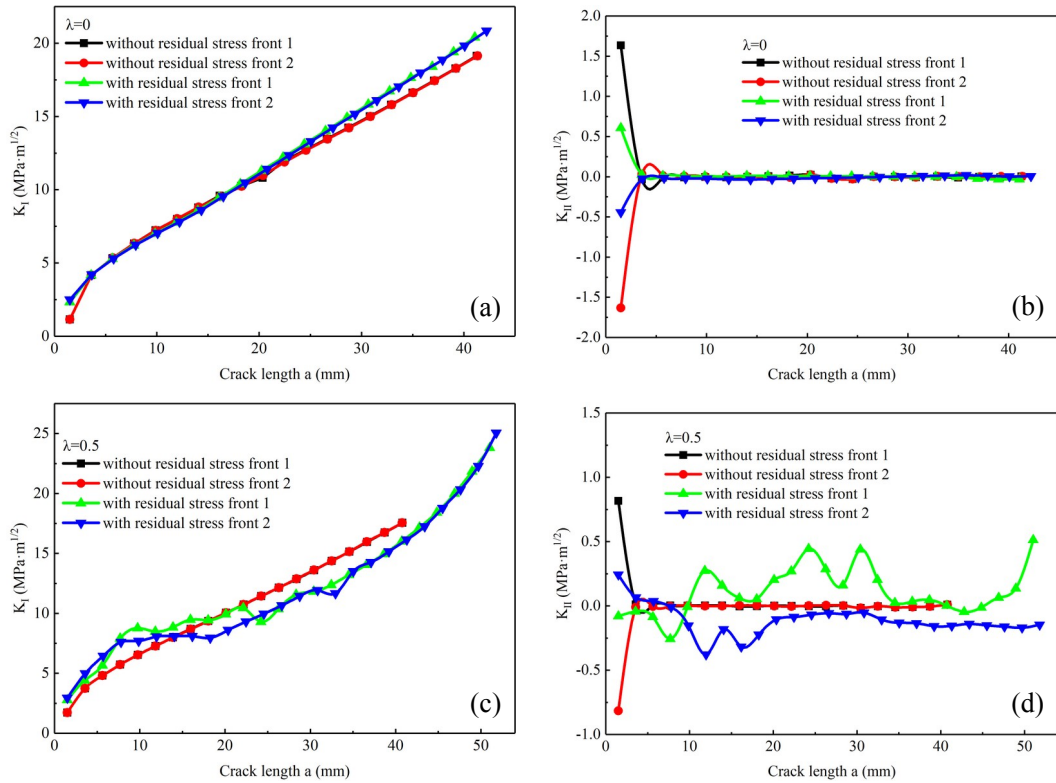 λ=0
without residual stress front 1
without residual stress front 2
with residual stress front 1
with residual stress front 2
K_I (MPa·m^1/2)
20
15
10
5
0
0 10 20 30 40
Crack length a (mm)
(a)
λ=0
without residual stress front 1
without residual stress front 2
with residual stress front 1
with residual stress front 2
K_II (MPa·m^1/2)
2.0
1.5
1.0
0.5
0.0
-0.5
-1.0
-1.5
-2.0
0 10 20 30 40
Crack length a (mm)
(b)
λ=0.5
without residual stress front 1
without residual stress front 2
with residual stress front 1
with residual stress front 2
K_I (MPa·m^1/2)
25
20
15
10
5
0
0 10 20 30 40 50
Crack length a (mm)
(c)
λ=0.5
without residual stress front 1
without residual stress front 2
with residual stress front 1
with residual stress front 2
K_II (MPa·m^1/2)
1.5
1.0
0.5
0.0
-0.5
-1.0
0 10 20 30 40 50
Crack length a (mm)
(d)